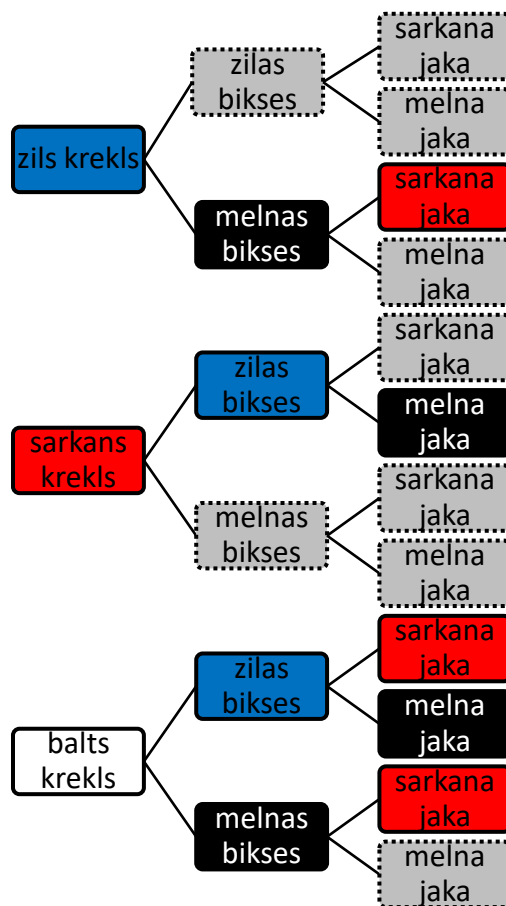 zils krekls
zilas
bikses
sarkana
jaka
melna
jaka
melnas
bikses
sarkana
jaka
melna
jaka
sarkans
krekls
zilas
bikses
sarkana
jaka
melna
jaka
melnas
bikses
sarkana
jaka
melna
jaka
balts
krekls
zilas
bikses
sarkana
jaka
melna
jaka
melnas
bikses
sarkana
jaka
melna
jaka